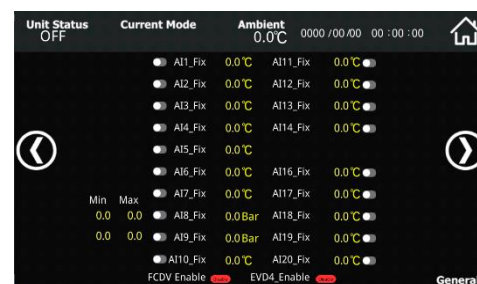 Unit Status Current Mode Ambient
OFF 0.0℃ 0000 /00 /00 00 :00 : 00
AI1_Fix 0.0℃ AI11_Fix 0.0℃
AI2_Fix 0.0℃ AI12_Fix 0.0℃
AI3_Fix 0.0℃ AI13_Fix 0.0℃
AI4_Fix 0.0℃ AI14_Fix 0.0℃
AI5_Fix 0.0℃
AI6_Fix 0.0℃ AI16_Fix 0.0℃
Min Max AI7_Fix 0.0℃ AI17_Fix 0.0℃
0.0 0.0 AI8_Fix 0.0Bar AI18_Fix 0.0℃
0.0 0.0 AI9_Fix 0.0Bar AI19_Fix 0.0℃
AI10_Fix 0.0℃ AI20_Fix 0.0℃
FCDV Enable EVD4_Enable General